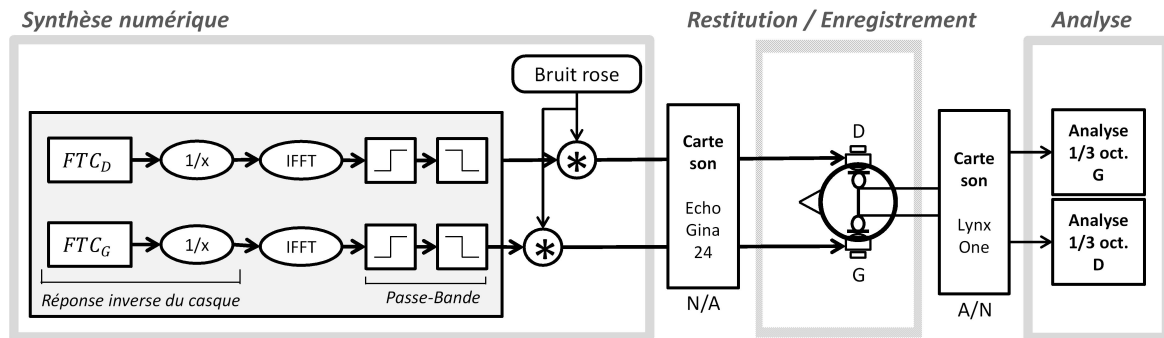 Synthèse numérique
Restitution / Enregistrement
Analyse
Bruit rose
FTC_D
1/x
IFFT
*
FTC_G
1/x
IFFT
*
Réponse inverse du casque
Passe-Bande
Carte
son
Echo
Gina
24
N/A
D
G
Carte
son
Lynx
One
A/N
Analyse
1/3 oct.
G
Analyse
1/3 oct.
D